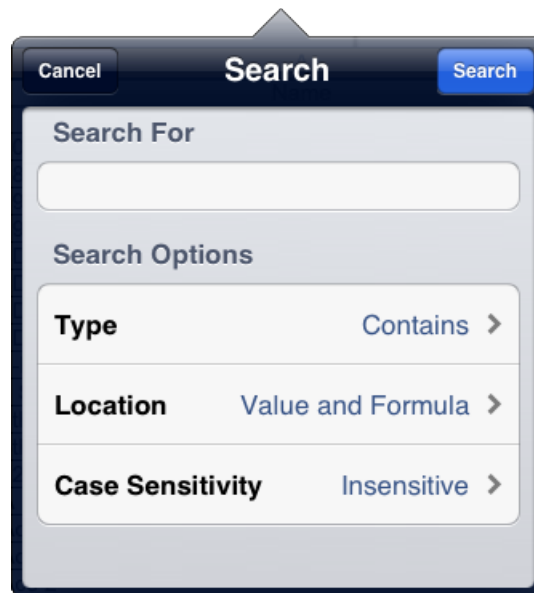 Cancel Search Search
Search For
Search Options
Type Contains
Location Value and Formula
Case Sensitivity Insensitive